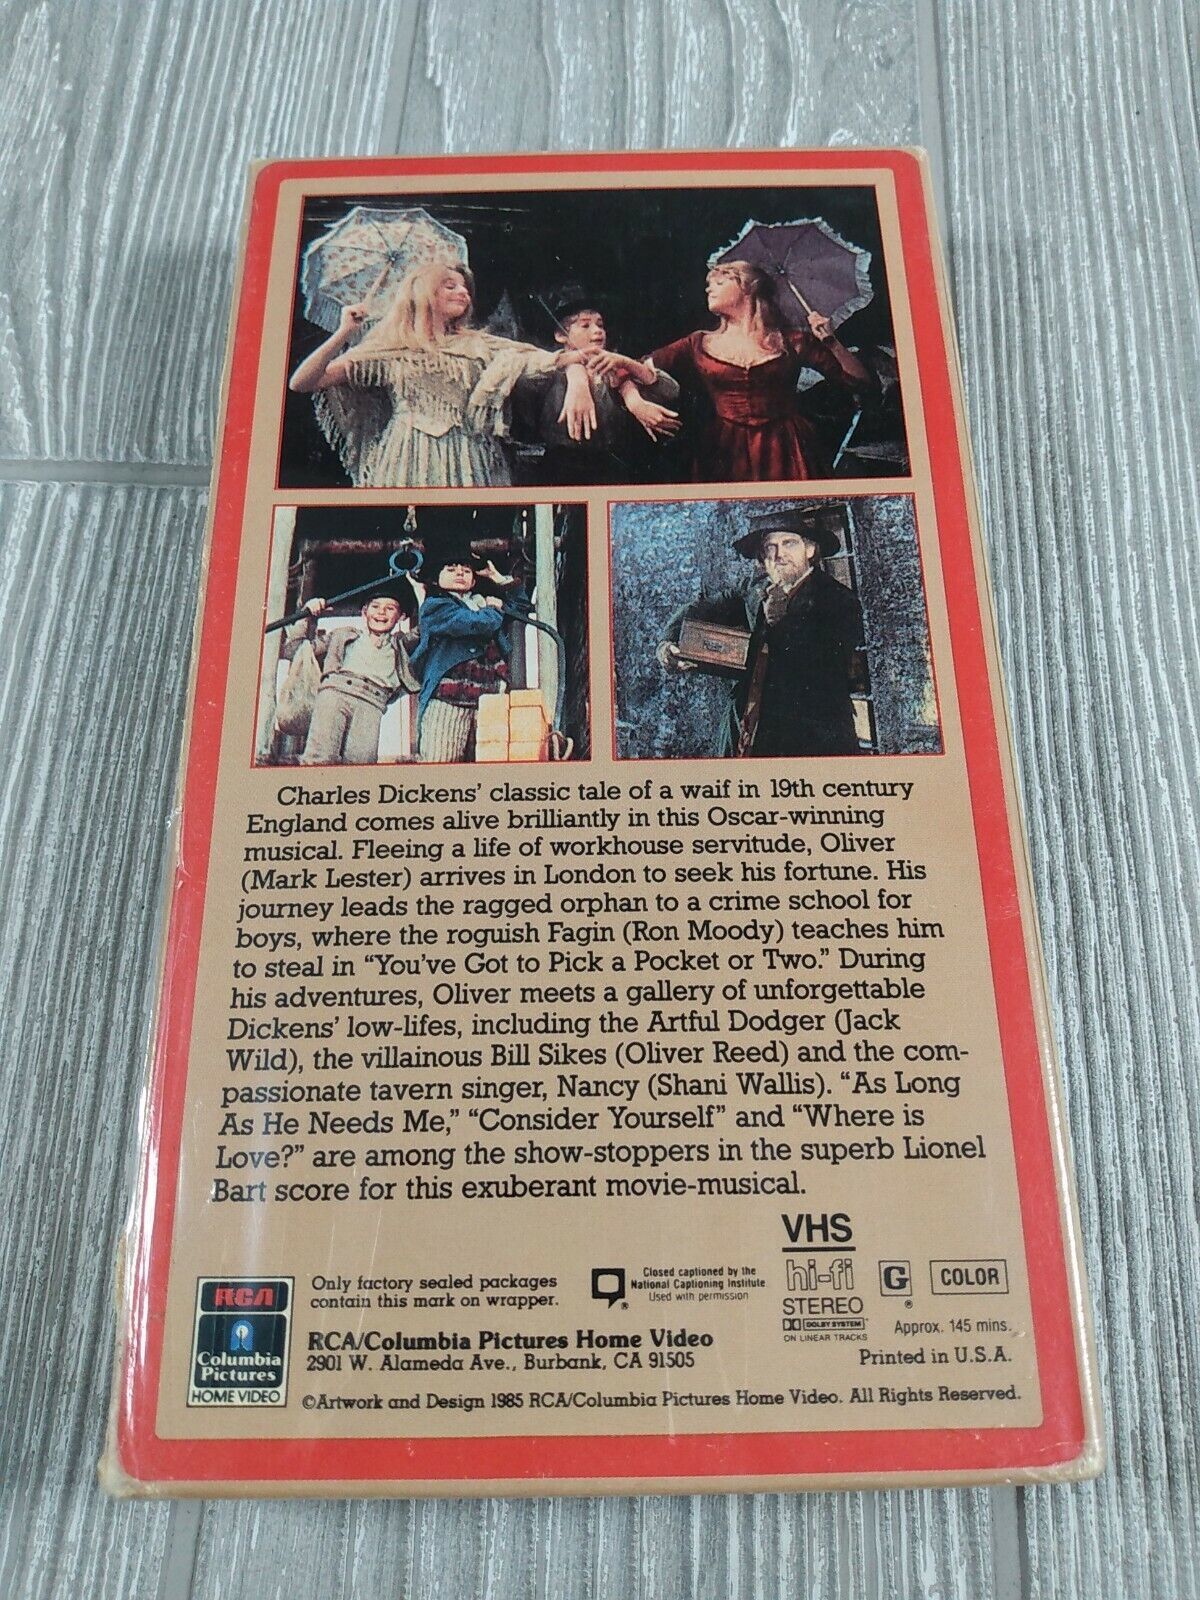 Charles Dickens' classic tale of a waif in 19th century
England comes alive brilliantly in this Oscar-winning
musical. Fleeing a life of workhouse servitude, Oliver
(Mark Lester) arrives in London to seek his fortune. His
journey leads the ragged orphan to a crime school for
boys, where the roguish Fagin (Ron Moody) teaches him
to steal in “You've Got to Pick a Pocket or Two.” During
his adventures, Oliver meets a gallery of unforgettable
Dickens' low-lifes, including the Artful Dodger (Jack
Wild), the villainous Bill Sikes (Oliver Reed) and the com-
passionate tavern singer, Nancy (Shani Wallis). “As Long
As He Needs Me,” “Consider Yourself” and “Where is
Love?” are among the show-stoppers in the superb Lionel
Bart score for this exuberant movie-musical.
RCA
Columbia
Pictures
HOME VIDEO
Only factory sealed packages
contain this mark on wrapper.
Closed captioned by the
National Captioning Institute
Used with permission
VHS
hi-fi
STEREO
DOLBY SYSTEM
ON LINEAR TRACKS
G
®
COLOR
Approx. 145 mins.
Printed in U.S.A.
RCA/Columbia Pictures Home Video
2901 W. Alameda Ave., Burbank, CA 91505
©Artwork and Design 1985 RCA/Columbia Pictures Home Video. All Rights Reserved.